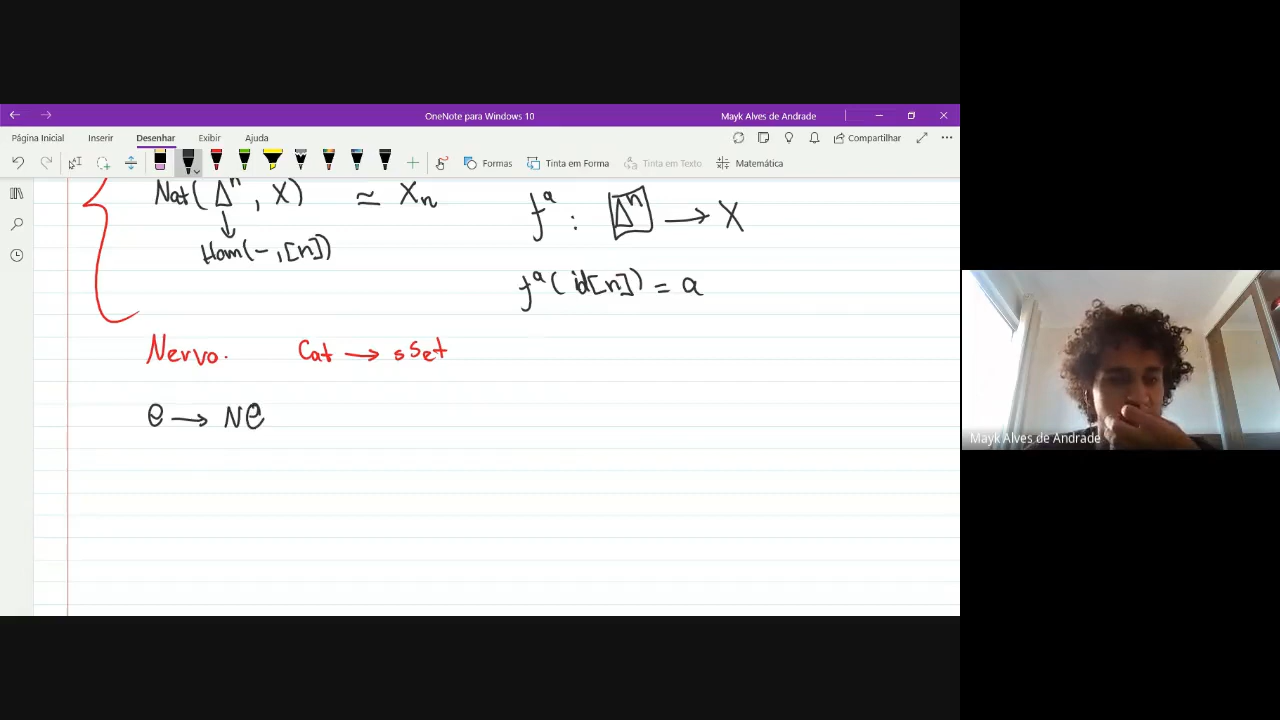 OneNote para Windows 10
Mayk Alves de Andrade
Página Inicial Inserir Desenhar Exibir Ajuda
Compartilhar
Formas Tinta em Forma Tinta em Texto Matemática
Nat(Δⁿ, X) ≃ Xₙ
fᵃ : Δⁿ → X
↓
Hom(-, [n])
fᵃ(id[n]) = a
Nervo. Cat → sSet
C → NC
Mayk Alves de Andrade